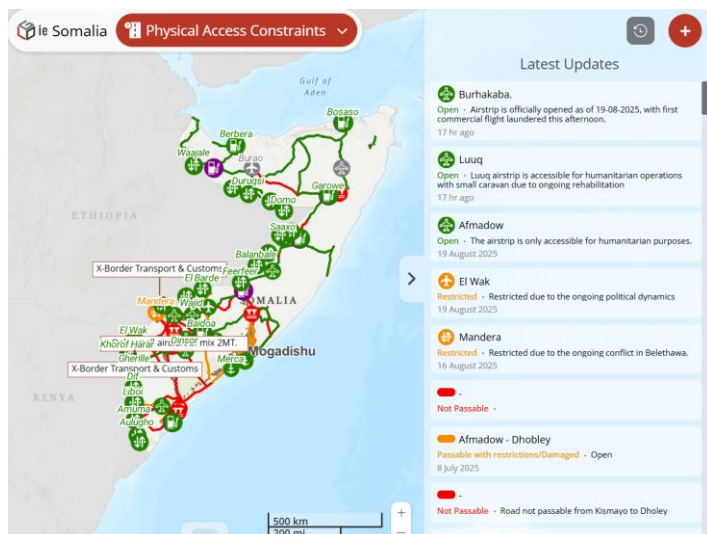 ie Somalia
Physical Access Constraints
Gulf of
Aden
Bosaso
Berbera
Waajale
Burao
Duruqsi
Garowe
Domo
ETHIOPIA
Saaxo
Balanbale
X-Border Transport & Customs
Feerfeer
El Barde
Mandera
Wajid
SOMALIA
El Wak
Baidoa
Khorof Harar
Dinsor
mix 2MT.
Mogadishu
Gherille
Merca
X-Border Transport & Customs
Dif
Liboi
KENYA
Amuma
Aulugho
500 km
200 mi
Latest Updates
Burhakaba.
Open - Airstrip is officially opened as of 19-08-2025, with first
commercial flight laundered this afternoon.
17 hr ago
Luuq
Open - Luuq airstrip is accessible for humanitarian operations
with small caravan due to ongoing rehabilitation
17 hr ago
Afmadow
Open - The airstrip is only accessible for humanitarian purposes.
19 August 2025
El Wak
Restricted - Restricted due to the ongoing political dynamics
19 August 2025
Mandera
Restricted - Restricted due to the ongoing conflict in Belethawa.
16 August 2025
-
Not Passable -
Afmadow - Dhobley
Passable with restrictions/Damaged - Open
8 July 2025
-
Not Passable - Road not passable from Kismayo to Dholey